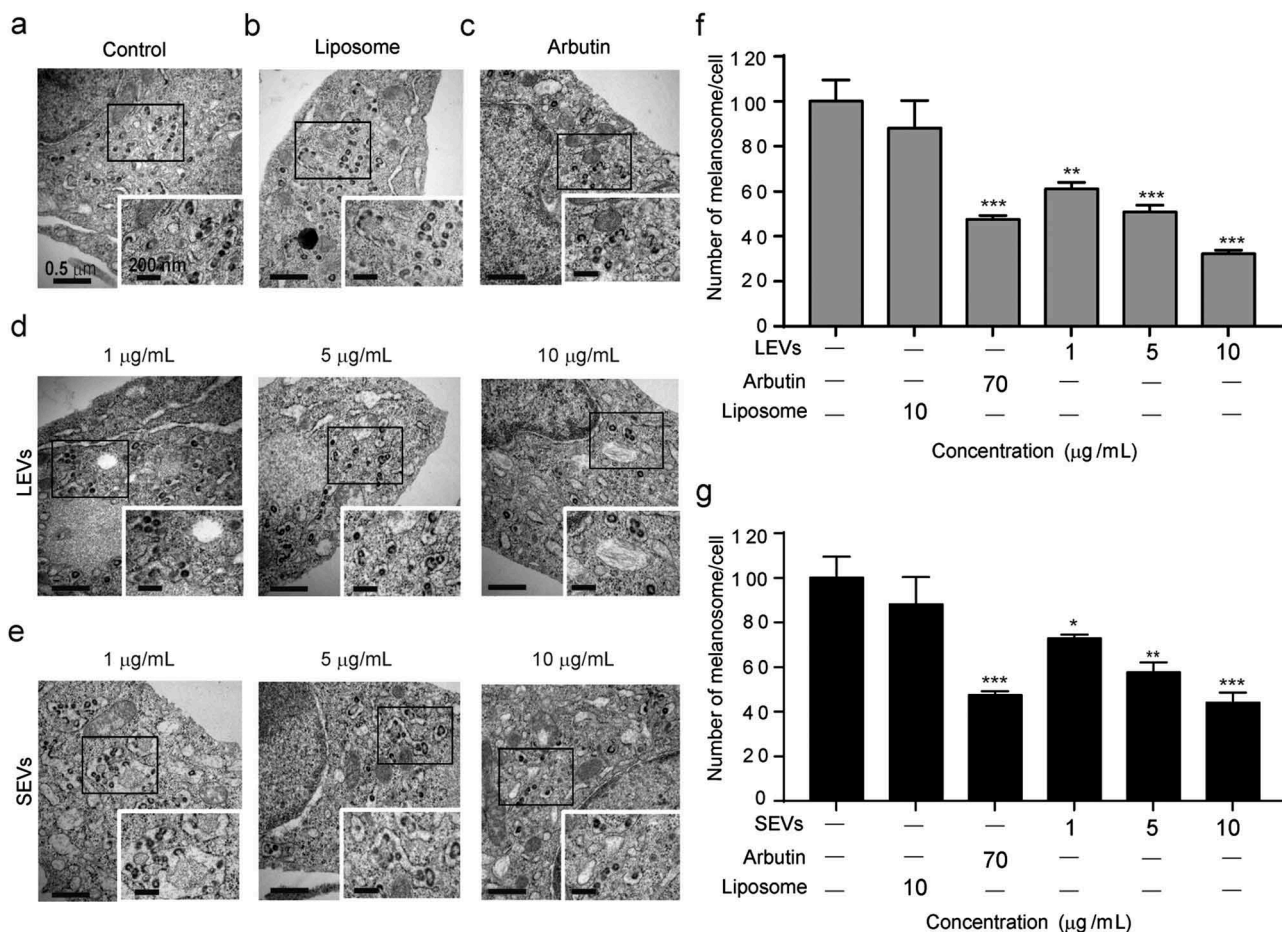 a
Control
0.5 μm
200 nm
b
Liposome
c
Arbutin
d
1 μg/mL
5 μg/mL
10 μg/mL
LEVs
e
1 μg/mL
5 μg/mL
10 μg/mL
SEVs
f
Number of melanosome/cell
120
100
80
60
40
20
0
***
**
***
***
LEVs — — — 1 5 10
Arbutin — — 70 — — —
Liposome — 10 — — — —
Concentration (μg/mL)
g
Number of melanosome/cell
120
100
80
60
40
20
0
***
*
**
***
SEVs — — — 1 5 10
Arbutin — — 70 — — —
Liposome — 10 — — — —
Concentration (μg/mL)